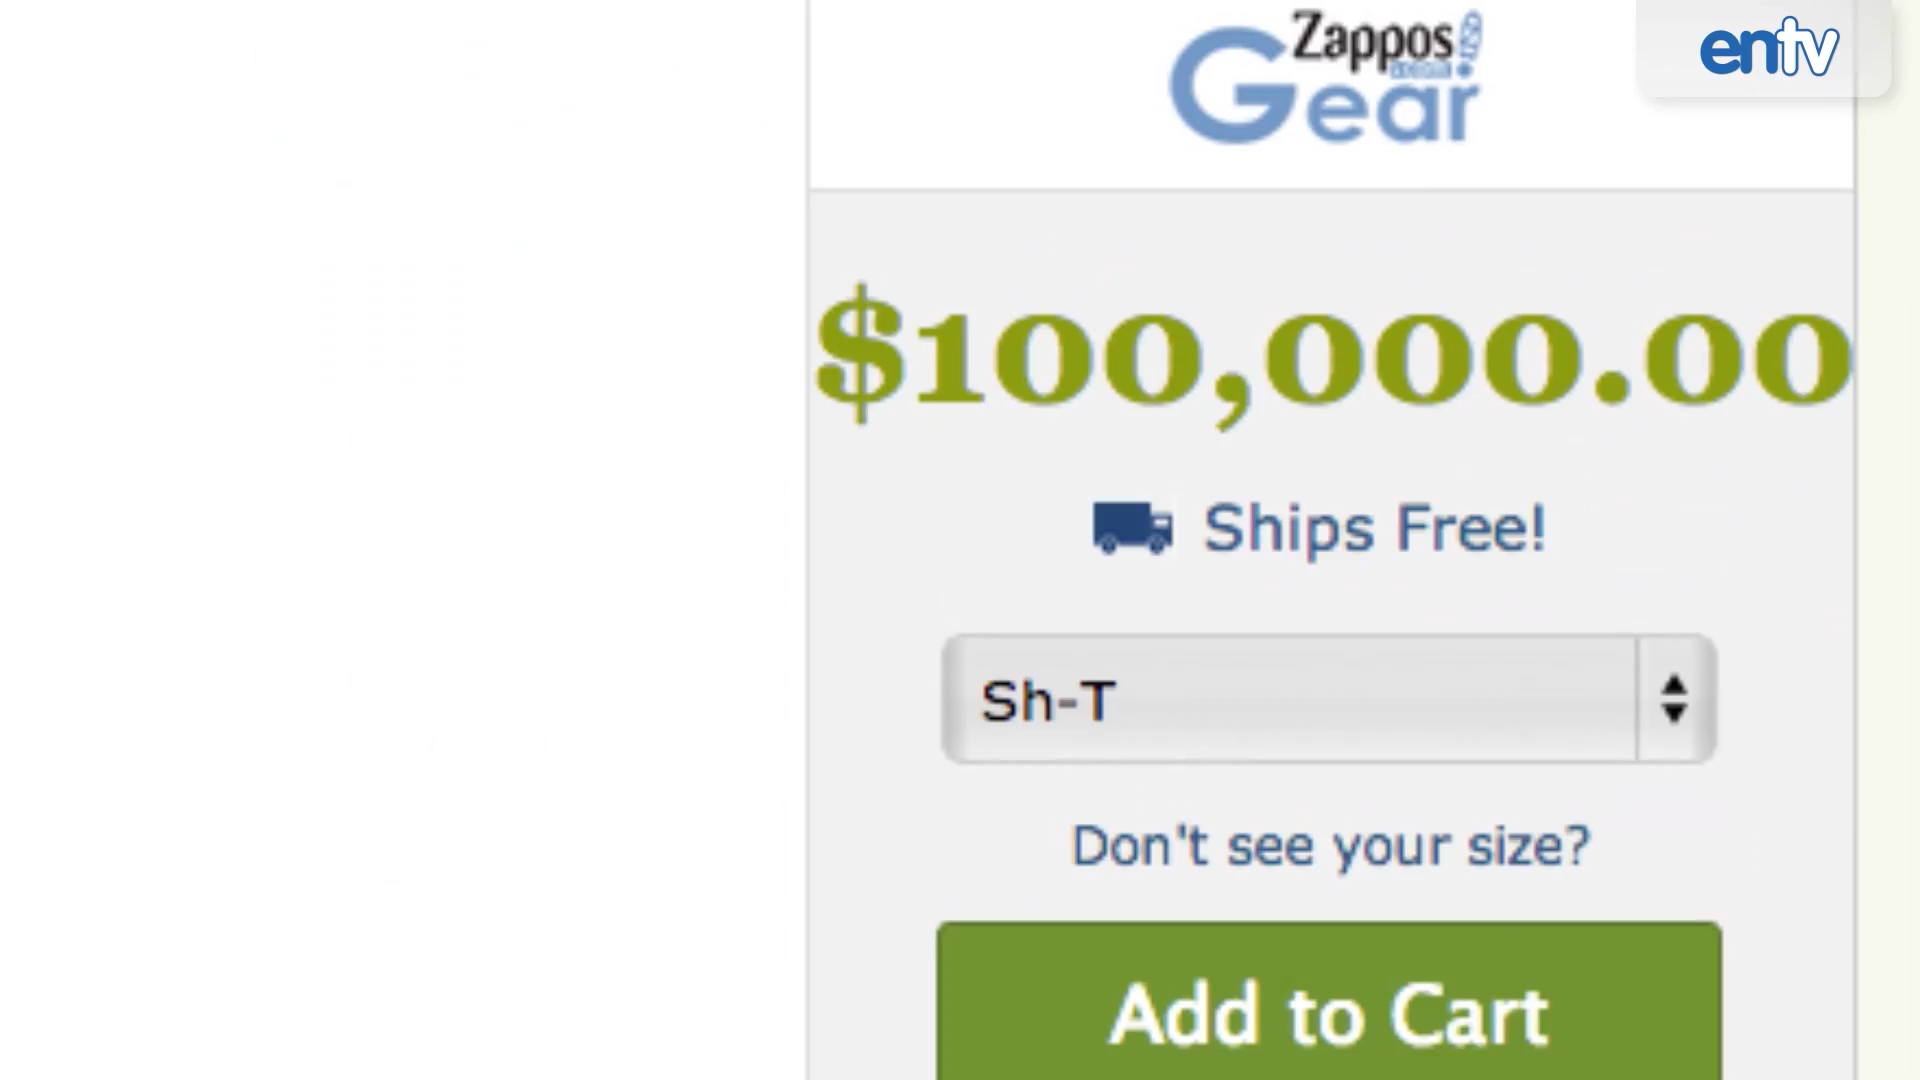 Zappos
Gear
entv
$100,000.00
Ships Free!
Sh-T
Don't see your size?
Add to Cart